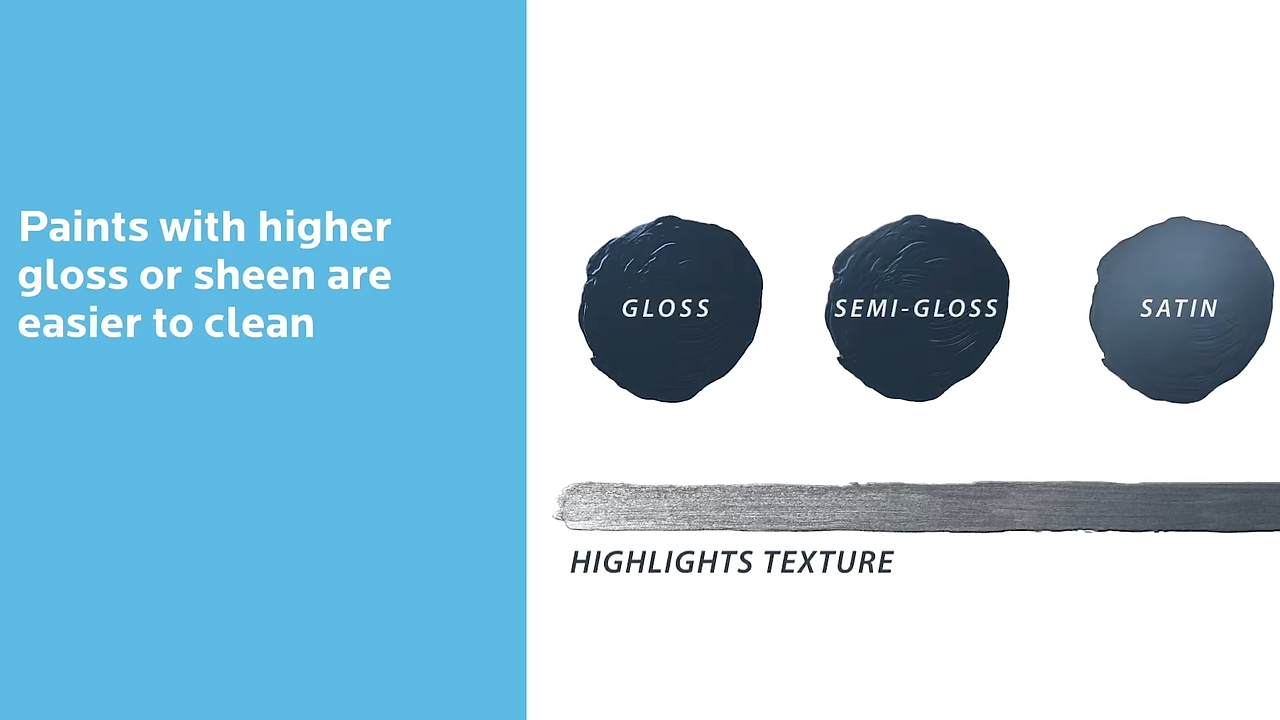 Paints with higher
gloss or sheen are
easier to clean
GLOSS
SEMI-GLOSS
SATIN
HIGHLIGHTS TEXTURE